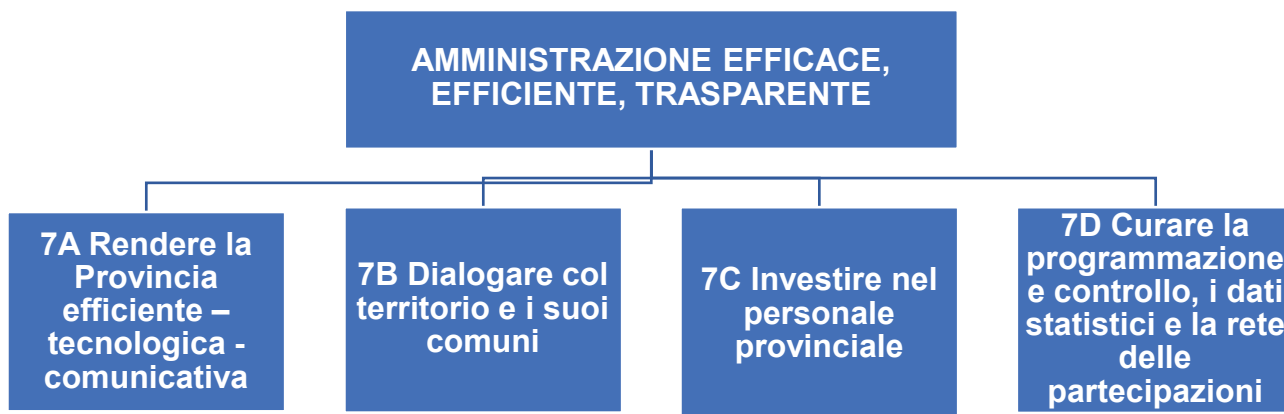 AMMINISTRAZIONE EFFICACE,
EFFICIENTE, TRASPARENTE
7A Rendere la
Provincia
efficiente –
tecnologica -
comunicativa
7B Dialogare col
territorio e i suoi
comuni
7C Investire nel
personale
provinciale
7D Curare la
programmazione
e controllo, i dati
statistici e la rete
delle
partecipazioni